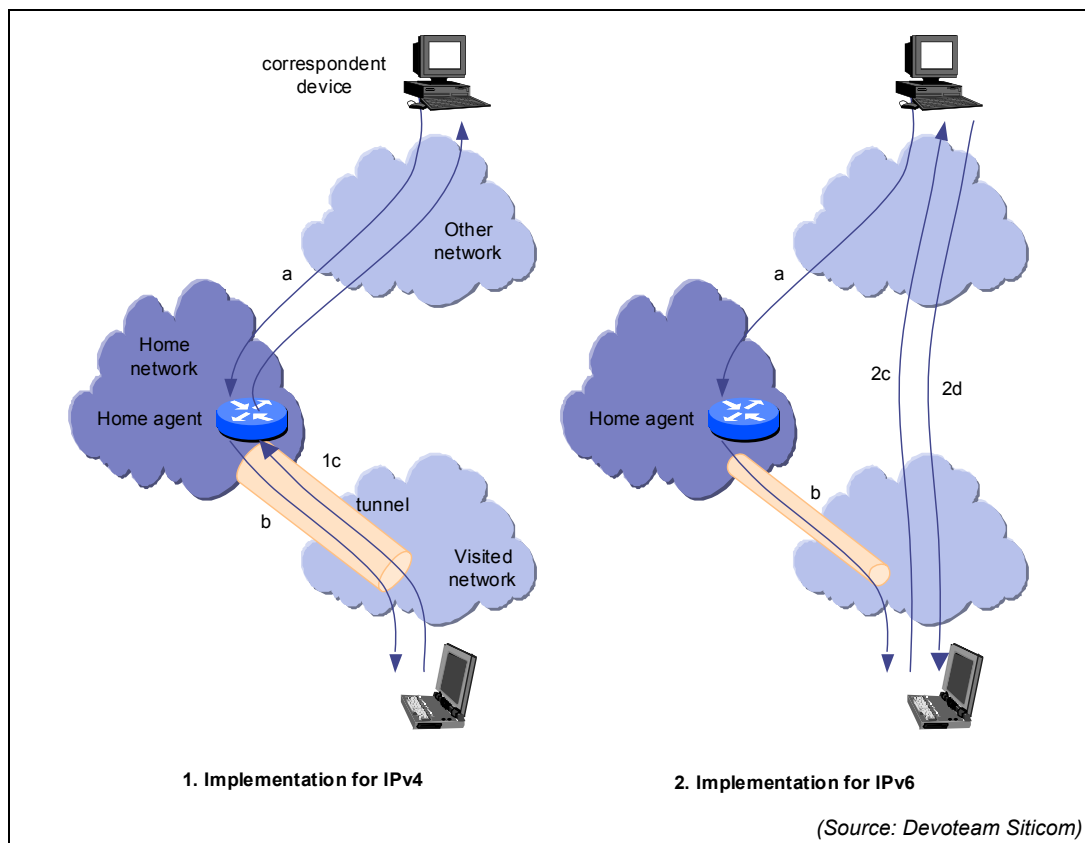 correspondent
device
Other
network
a
Home
network
Home agent
1c
tunnel
b
Visited
network
1. Implementation for IPv4
a
2c
2d
Home agent
b
2. Implementation for IPv6
(Source: Devoteam Siticom)